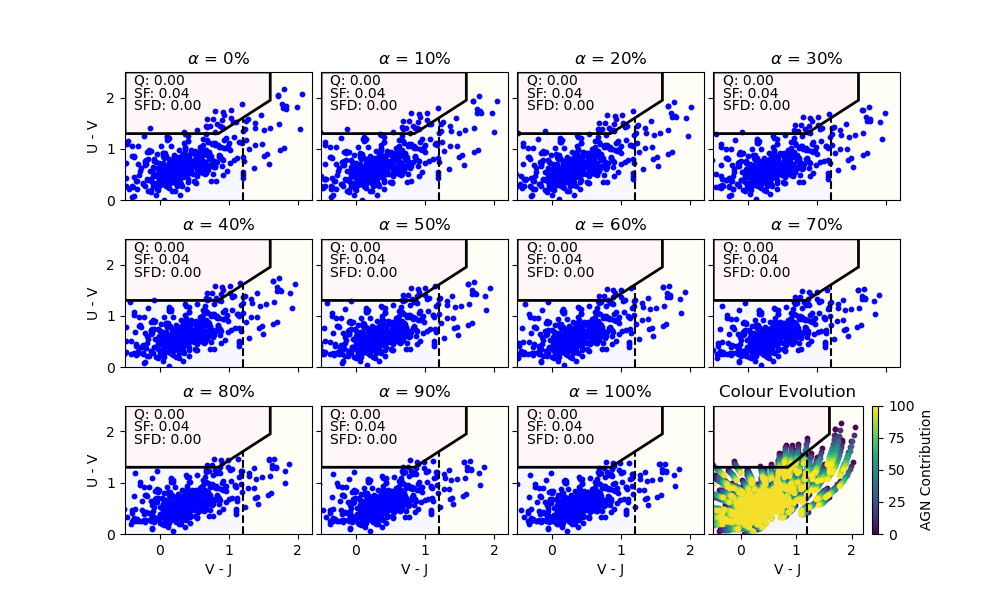 α = 0%
α = 10%
α = 20%
α = 30%
U - V
2
1
0
Q: 0.00
SF: 0.04
SFD: 0.00
Q: 0.00
SF: 0.04
SFD: 0.00
Q: 0.00
SF: 0.04
SFD: 0.00
Q: 0.00
SF: 0.04
SFD: 0.00
α = 40%
α = 50%
α = 60%
α = 70%
U - V
2
1
0
Q: 0.00
SF: 0.04
SFD: 0.00
Q: 0.00
SF: 0.04
SFD: 0.00
Q: 0.00
SF: 0.04
SFD: 0.00
Q: 0.00
SF: 0.04
SFD: 0.00
α = 80%
α = 90%
α = 100%
Colour Evolution
U - V
2
1
0
Q: 0.00
SF: 0.04
SFD: 0.00
Q: 0.00
SF: 0.04
SFD: 0.00
Q: 0.00
SF: 0.04
SFD: 0.00
100
75
50
25
0
AGN Contribution
0 1 2
0 1 2
0 1 2
0 1 2
V - J
V - J
V - J
V - J